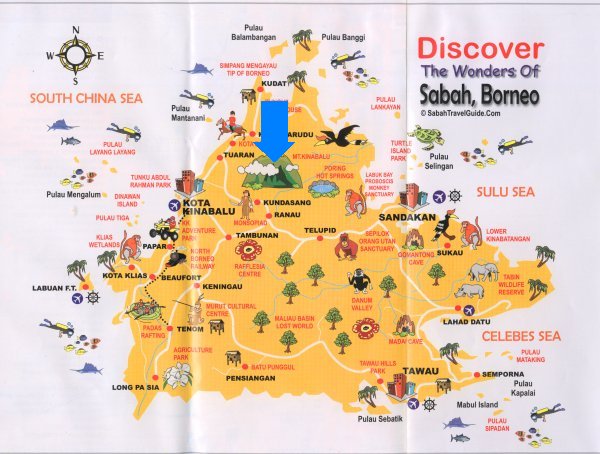 N
W E
S
Discover
The Wonders Of
Sabah, Borneo
© SabahTravelGuide.Com
Pulau
Balambangan
Pulau Banggi
SIMPANG MENGAYAU
TIP OF BORNEO
KUDAT
SOUTH CHINA SEA
Pulau
Mantanani
PULAU
LANKAYAN
PULAU
LAYANG LAYANG
TUARAN
MT.KINABALU
PORING
HOT SPRINGS
TURTLE
ISLAND
PARK
Pulau
Selingan
TUNKU ABDUL
RAHMAN PARK
LABUK BAY
PROBOSCIS
MONKEY
SANCTUARY
Pulau Mengalum
DINAWAN
ISLAND
KOTA
KINABALU
KUNDASANG
RANAU
MONSOPIAD
SULU SEA
SANDAKAN
PULAU TIGA
KK
ADVENTURE
PARK
TAMBUNAN
TELUPID
KLIAS
WETLANDS
PAPAR
NORTH
BORNEO
RAILWAY
RAFFLESIA
CENTRE
SEPILOK
ORANG UTAN
SANCTUARY
GOMANTONG
CAVE
SUKAU
LOWER
KINABATANGAN
KOTA KLIAS
BEAUFORT
KENINGAU
LABUAN F.T.
TABIN
WILDLIFE
RESERVE
MURUT CULTURAL
CENTRE
DANUM
VALLEY
MALIAU BASIN
LOST WORLD
LAHAD DATU
PADAS
RAFTING
TENOM
MADAI CAVE
CELEBES SEA
AGRICULTURE
PARK
BATU PUNGGUL
TAWAU HILLS
PARK
PULAU
MATAKING
LONG PA SIA
PENSIANGAN
TAWAU
SEMPORNA
Pulau
Kapalai
Mabul Island
Pulau Sebatik
PULAU
SIPADAN